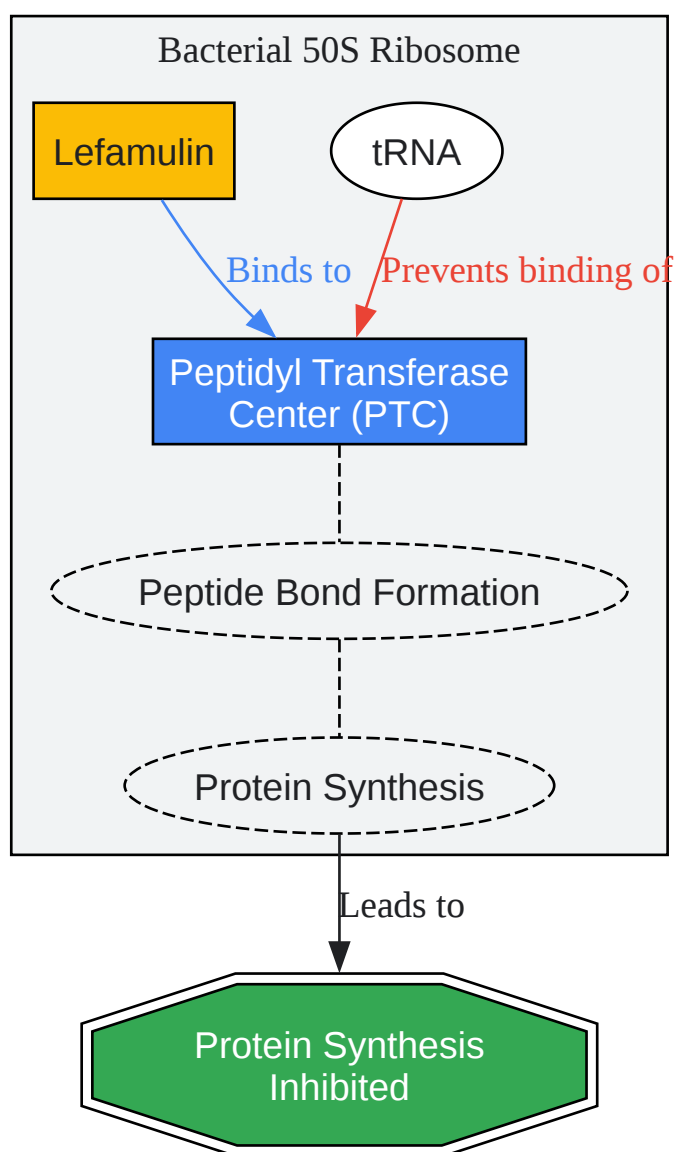 Bacterial 50S Ribosome
Lefamulin
tRNA
Binds to
Prevents binding of
Peptidyl Transferase
Center (PTC)
Peptide Bond Formation
Protein Synthesis
Leads to
Protein Synthesis
Inhibited